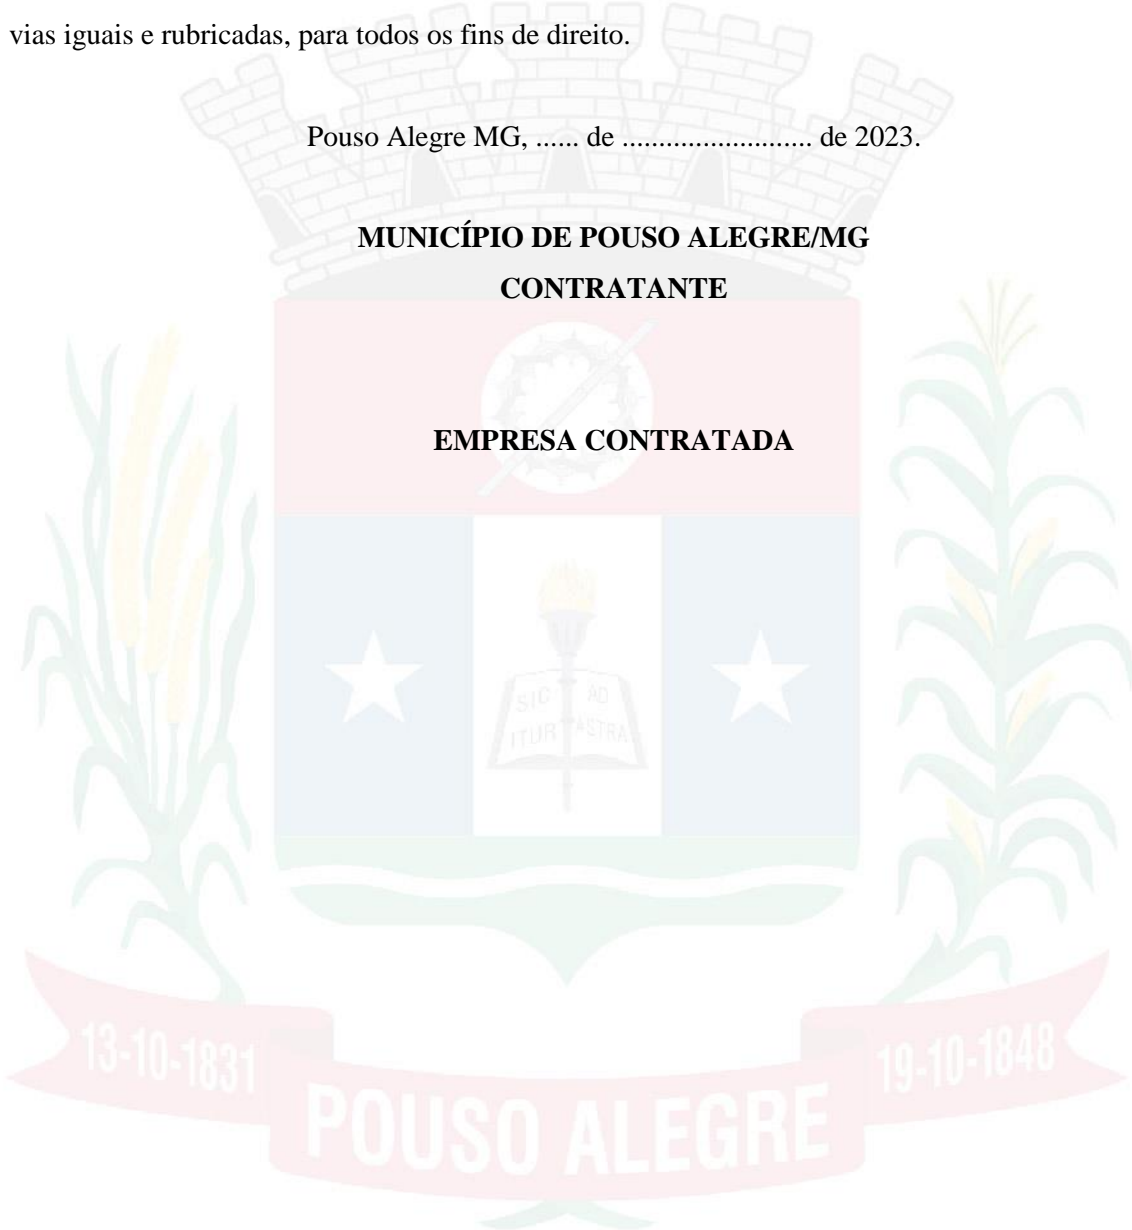 vias iguais e rubricadas, para todos os fins de direito.
Pouso Alegre MG, ...... de .......................... de 2023.
MUNICÍPIO DE POUSO ALEGRE/MG
CONTRATANTE
EMPRESA CONTRATADA
SIC AD
ITUR ASTRA
13-10-1831
19-10-1848
POUSO ALEGRE